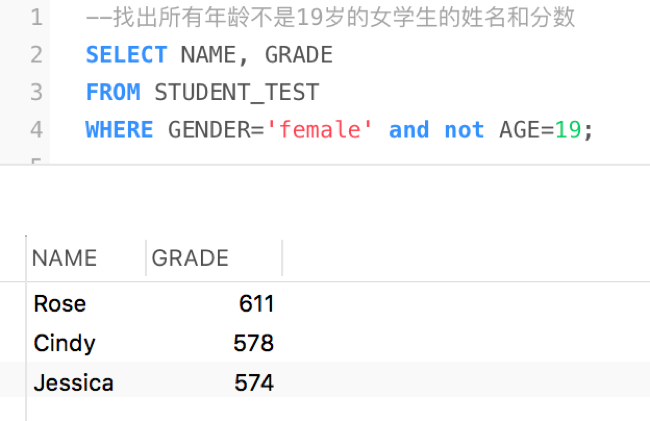 1 --找出所有年龄不是19岁的女学生的姓名和分数
2 SELECT NAME, GRADE
3 FROM STUDENT_TEST
4 WHERE GENDER='female' and not AGE=19;
NAME GRADE
Rose 611
Cindy 578
Jessica 574